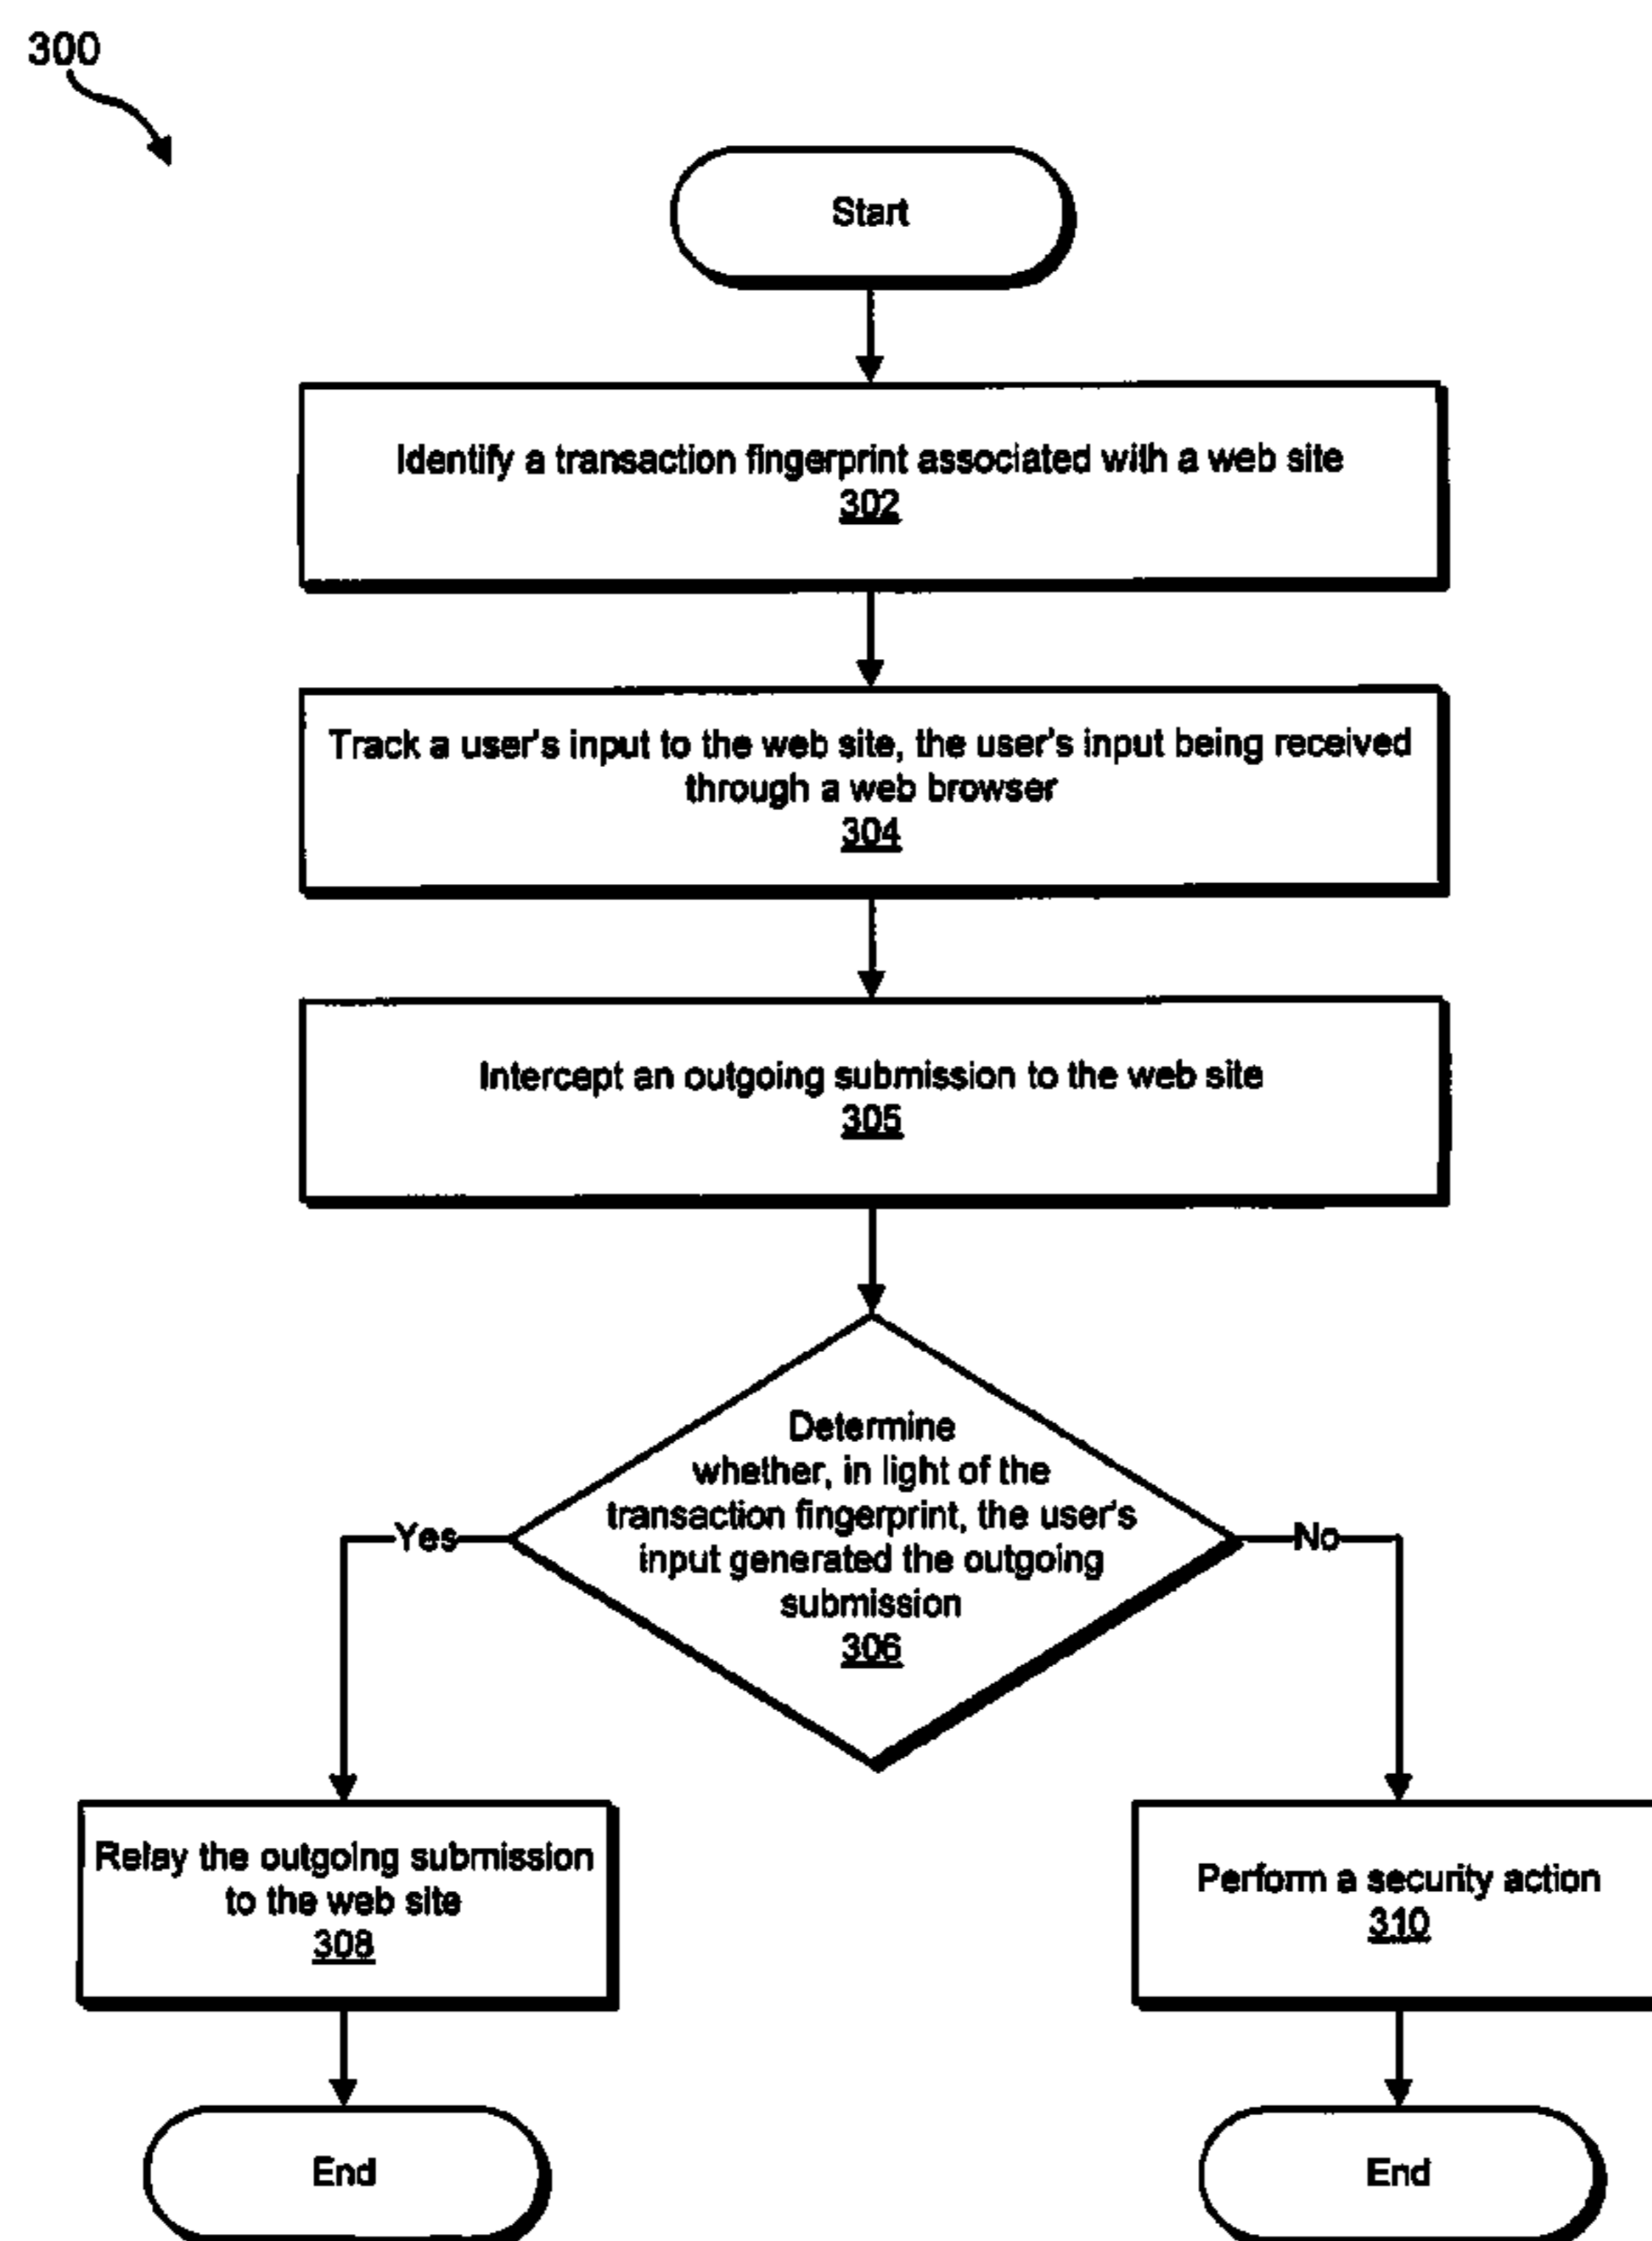 300
Start
Identify a transaction fingerprint associated with a web site
302
Track a user's input to the web site, the user's input being received
through a web browser
304
Intercept an outgoing submission to the web site
305
Determine
whether, in light of the
transaction fingerprint, the user's
input generated the outgoing
submission
306
Yes
No
Relay the outgoing submission
to the web site
308
Perform a security action
310
End
End